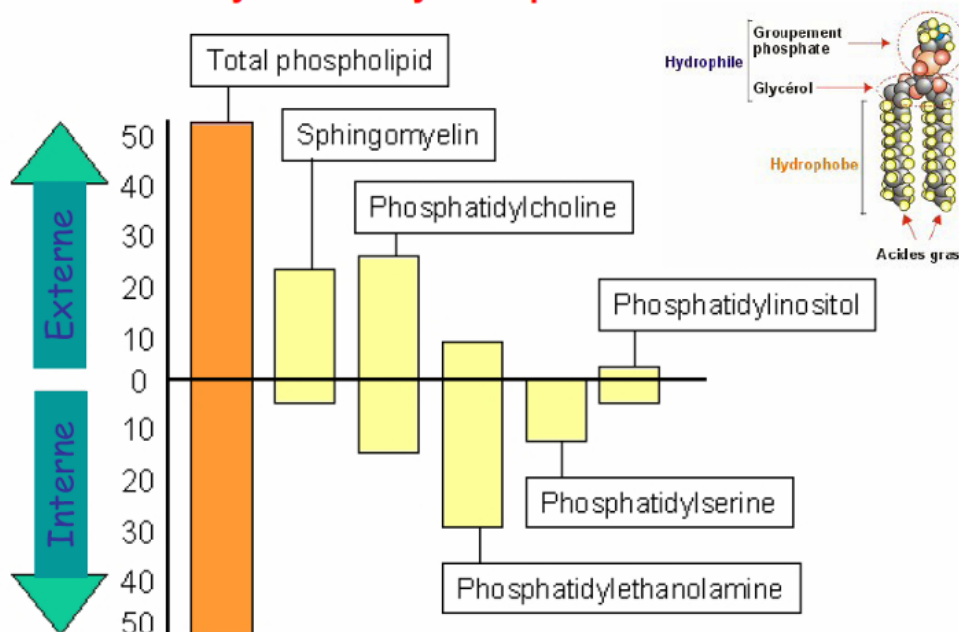 Total phospholipid
Sphingomyelin
Phosphatidylcholine
Phosphatidylinositol
Phosphatidylserine
Phosphatidylethanolamine
50
40
30
20
10
0
10
20
30
40
50
Externe
Interne
Groupement
phosphate
Hydrophile
Glycérol
Hydrophobe
Acides gras